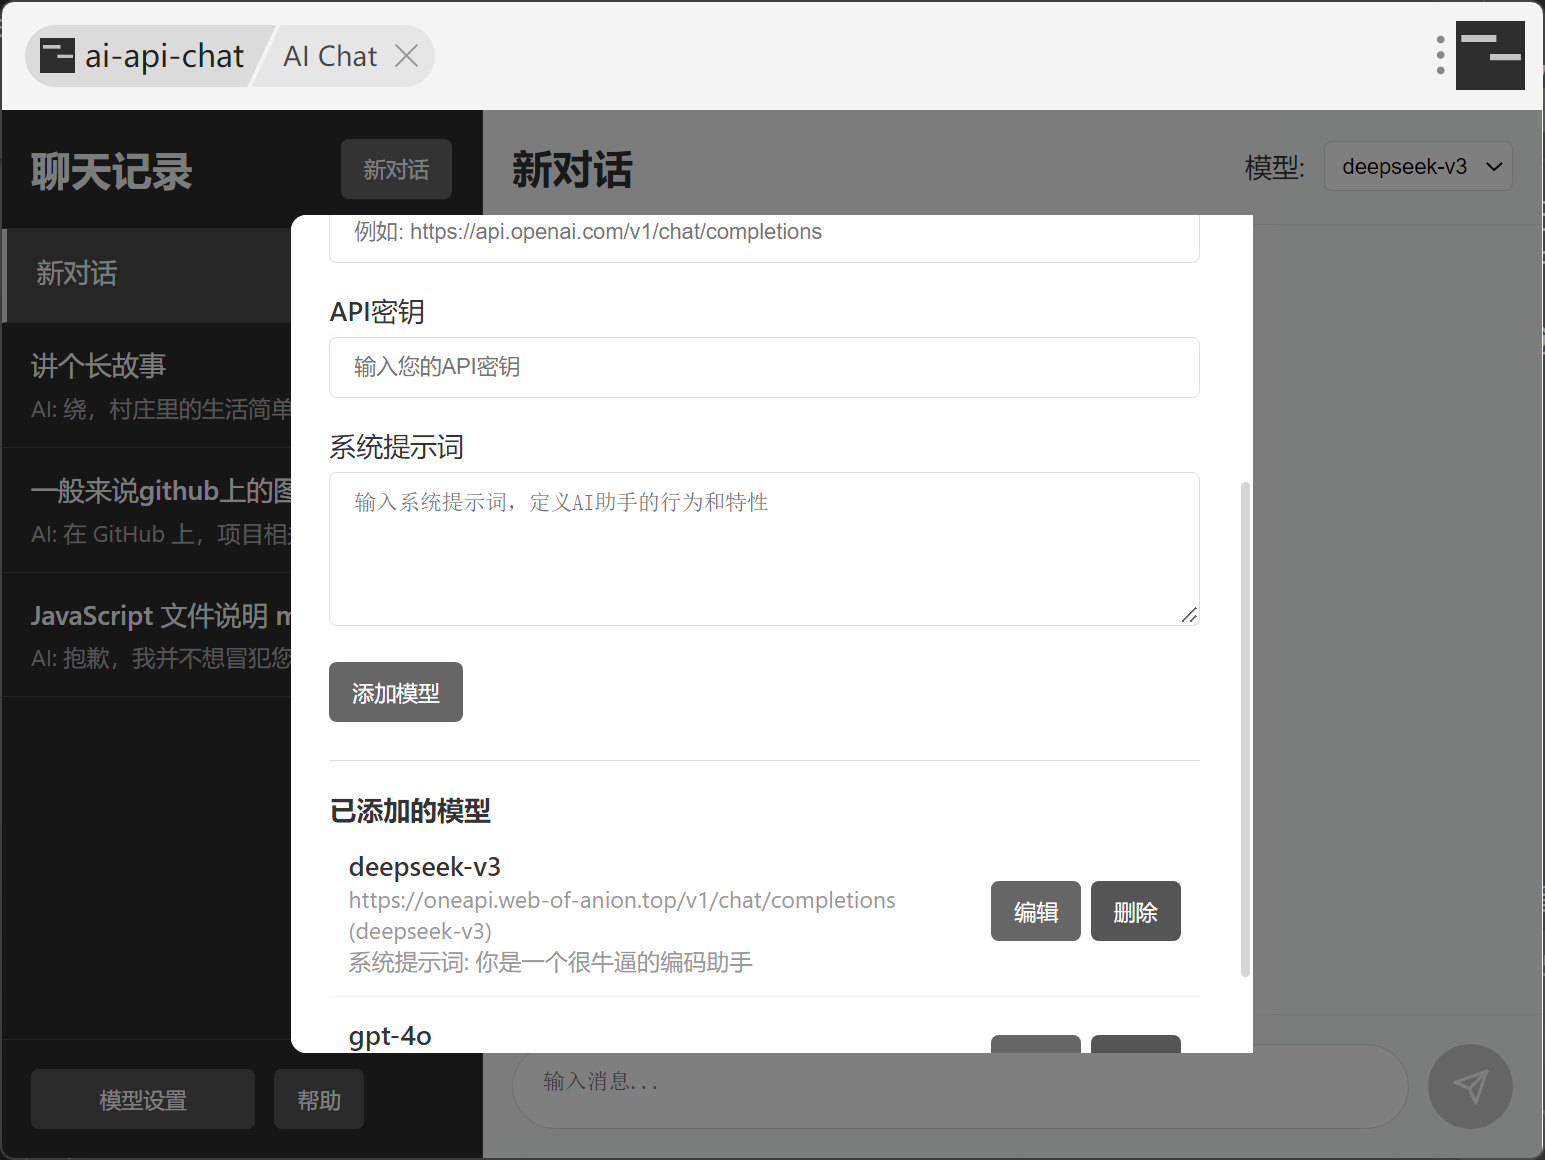 ai-api-chat
AI Chat
聊天记录
新对话
新对话
模型:
deepseek-v3
新对话
讲个长故事
AI: 绕，村庄里的生活简单
一般来说github上的图
AI: 在 GitHub 上，项目相
JavaScript 文件说明
AI: 抱歉，我并不想冒犯您
模型设置
帮助
例如: https://api.openai.com/v1/chat/completions
API密钥
输入您的API密钥
系统提示词
输入系统提示词，定义AI助手的行为和特性
添加模型
已添加的模型
deepseek-v3
https://oneapi.web-of-anion.top/v1/chat/completions
(deepseek-v3)
系统提示词: 你是一个很牛逼的编码助手
编辑
删除
gpt-4o
输入消息...